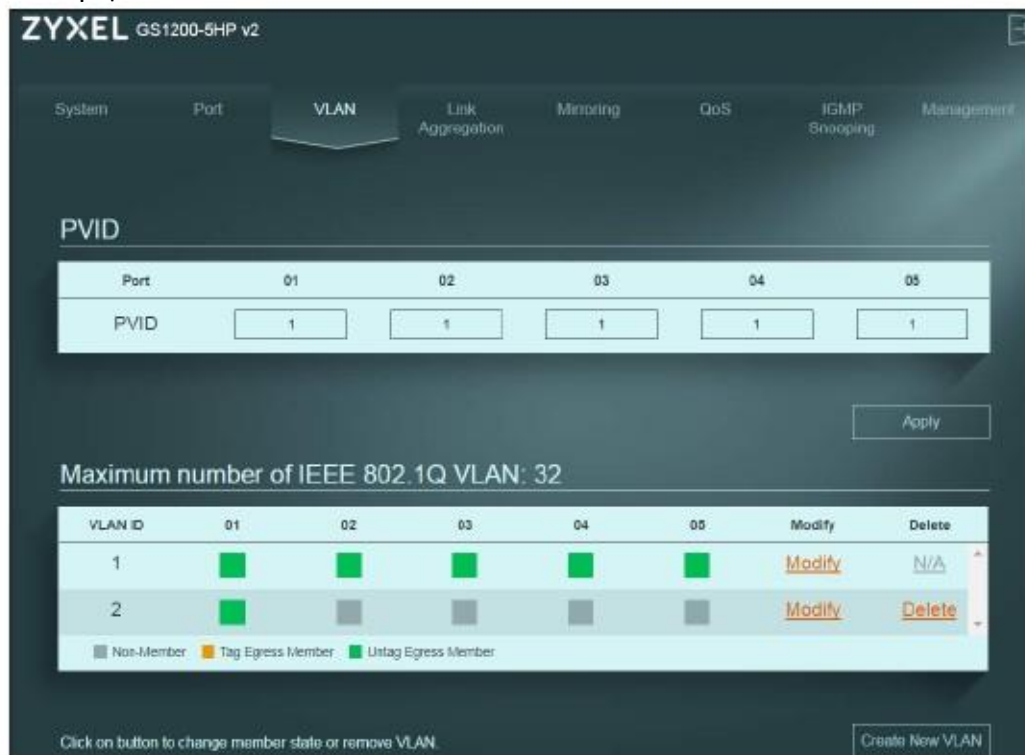 ZYXEL GS1200-5HP v2
System Port VLAN Link Aggregation Mirroring QoS IGMP Snooping Management
PVID
Port 01 02 03 04 05
PVID 1 1 1 1 1
Apply
Maximum number of IEEE 802.1Q VLAN: 32
VLAN ID 01 02 03 04 05 Modify Delete
1 Modify N/A
2 Modify Delete
Non-Member Tag Egress Member Untag Egress Member
Click on button to change member state or remove VLAN. Create New VLAN